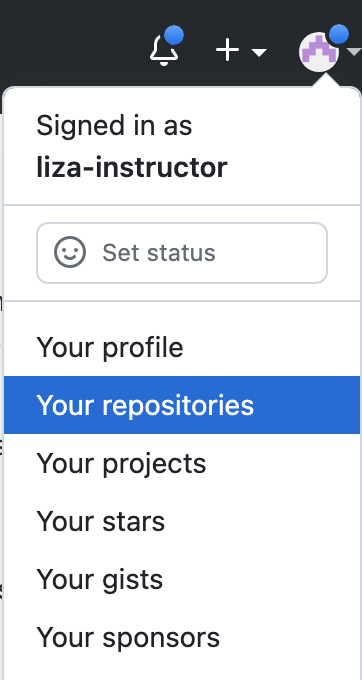 Signed in as
liza-instructor
Set status
Your profile
Your repositories
Your projects
Your stars
Your gists
Your sponsors